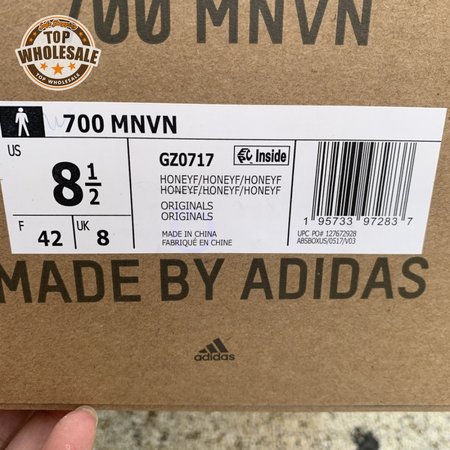 TOP
WHOLESALE
TOP WHOLESALE
700 MNVN
700 MNVN
US
8 1/2
F
42
UK
8
GZ0717
Inside
HONEYF/HONEYF/HONEYF
HONEYF/HONEYF/HONEYF
ORIGINALS
ORIGINALS
MADE IN CHINA
FABRIQUÉ EN CHINE
1 95733 97283 7
UPC PO# 127672928
ABSBOXUS/0517/V03
MADE BY ADIDAS
adidas